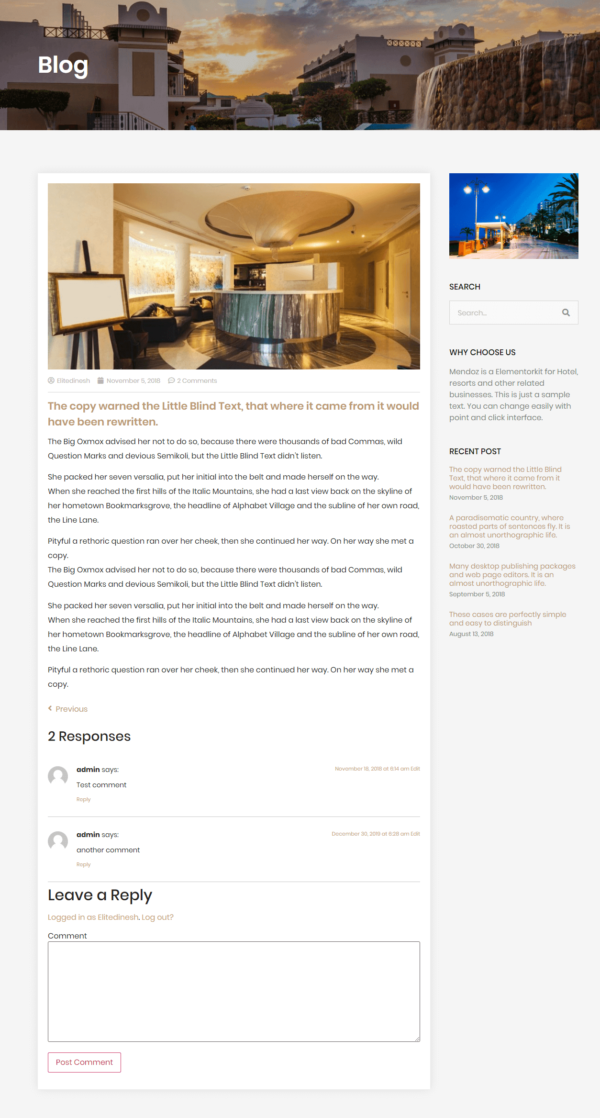 Blog
Elitedinesh
November 5, 2018
2 Comments
The copy warned the Little Blind Text, that where it came from it would
have been rewritten.
The Big Oxmox advised her not to do so, because there were thousands of bad Commas, wild
Question Marks and devious Semikoli, but the Little Blind Text didn't listen.
She packed her seven versalia, put her initial into the belt and made herself on the way.
When she reached the first hills of the Italic Mountains, she had a last view back on the skyline of
her hometown Bookmarksgrove, the headline of Alphabet Village and the subline of her own road,
the Line Lane.
Pityful a rethoric question ran over her cheek, then she continued her way. On her way she met a
copy.
The Big Oxmox advised her not to do so, because there were thousands of bad Commas, wild
Question Marks and devious Semikoli, but the Little Blind Text didn't listen.
She packed her seven versalia, put her initial into the belt and made herself on the way.
When she reached the first hills of the Italic Mountains, she had a last view back on the skyline of
her hometown Bookmarksgrove, the headline of Alphabet Village and the subline of her own road,
the Line Lane.
Pityful a rethoric question ran over her cheek, then she continued her way. On her way she met a
copy.
Previous
2 Responses
admin says:
November 18, 2018 at 6:14 am Edit
Test comment
Reply
admin says:
December 30, 2018 at 6:28 am Edit
another comment
Reply
Leave a Reply
Logged in as Elitedinesh. Log out?
Comment
Post Comment
SEARCH
Search...
WHY CHOOSE US
Mendoz is a Elementorkit for Hotel,
resorts and other related
businesses. This is just a sample
text. You can change easily with
point and click interface.
RECENT POST
The copy warned the Little Blind
Text, that where it came from it
would have been rewritten.
November 5, 2018
A paradisematic country, where
roasted parts of sentences fly. It is
an almost unorthographic life.
October 30, 2018
Many desktop publishing packages
and web page editors. It is an
almost unorthographic life.
September 5, 2018
These cases are perfectly simple
and easy to distinguish
August 12, 2018